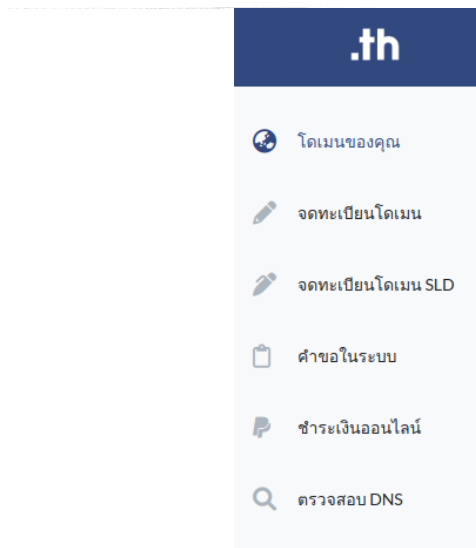 .th
โดเมนของคุณ
จดทะเบียนโดเมน
จดทะเบียนโดเมน SLD
คำขอในระบบ
ชำระเงินออนไลน์
ตรวจสอบ DNS